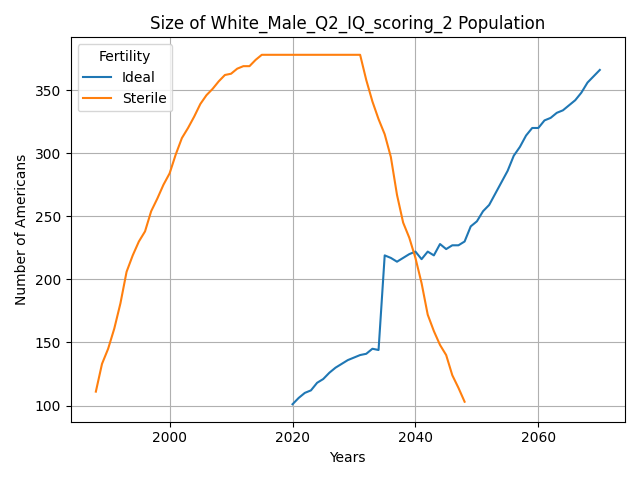 Size of White_Male_Q2_IQ_scoring_2 Population
Fertility
Ideal
Sterile
Number of Americans
350
300
250
200
150
100
2000
2020
2040
2060
Years